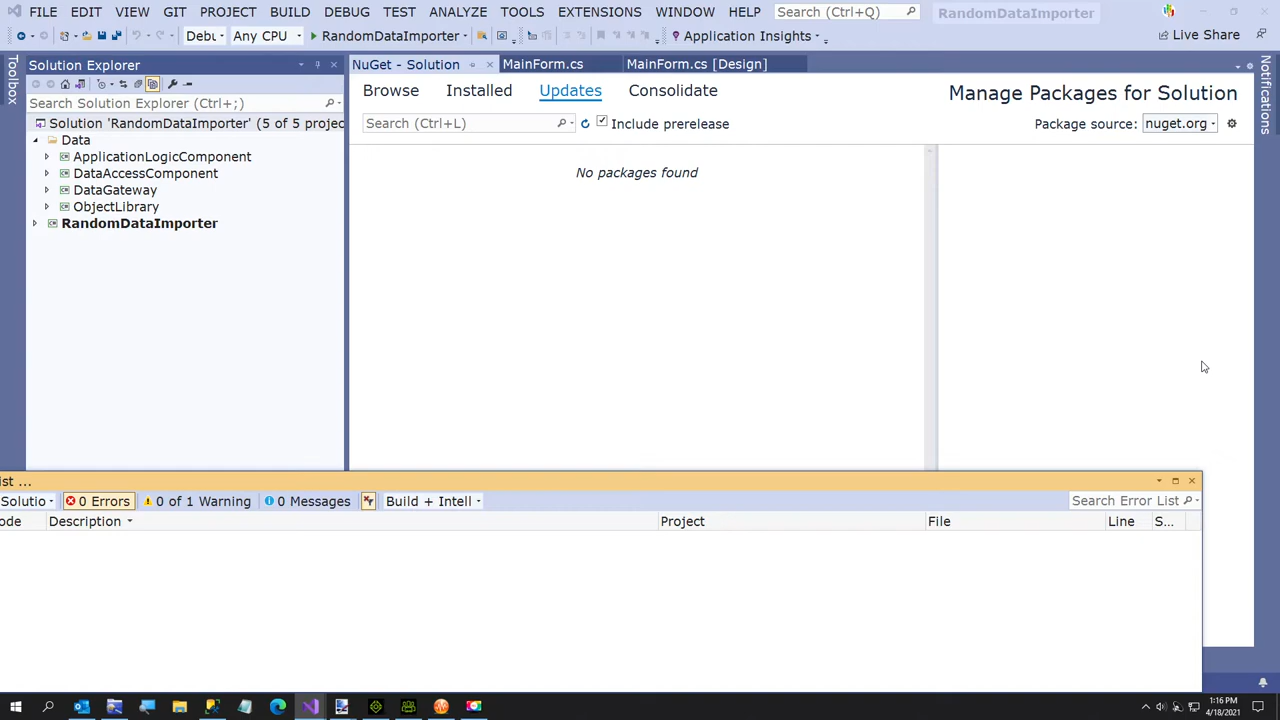 FILE EDIT VIEW GIT PROJECT BUILD DEBUG TEST ANALYZE TOOLS EXTENSIONS WINDOW HELP Search (Ctrl+Q) RandomDataImporter
Debu Any CPU RandomDataImporter Application Insights Live Share
Toolbox
Solution Explorer
Search Solution Explorer (Ctrl+;)
Solution 'RandomDataImporter' (5 of 5 projec
Data
ApplicationLogicComponent
DataAccessComponent
DataGateway
ObjectLibrary
RandomDataImporter
NuGet - Solution MainForm.cs MainForm.cs [Design]
Browse Installed Updates Consolidate
Manage Packages for Solution
Search (Ctrl+L) Include prerelease
Package source: nuget.org
No packages found
Notifications
ist ...
Solutio 0 Errors 0 of 1 Warning 0 Messages Build + Intell Search Error List
ode Description Project File Line S...
1:16 PM
4/18/2021